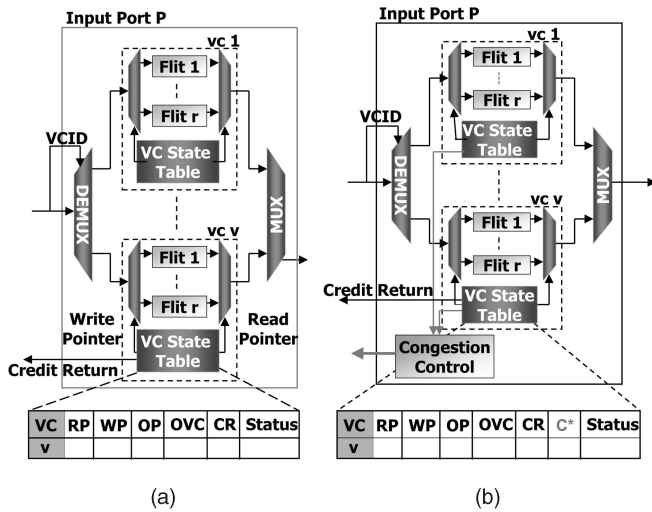 Input Port P
vc 1
Flit 1
Flit r
VCID
VC State
Table
DEMUX
MUX
vc v
Flit 1
Flit r
Write
Pointer
VC State
Table
Read
Pointer
Credit Return
VC RP WP OP OVC CR Status
v
(a)
Input Port P
vc 1
Flit 1
Flit r
VCID
VC State
Table
DEMUX
MUX
vc v
Flit 1
Flit r
Credit Return
VC State
Table
Congestion
Control
VC RP WP OP OVC CR C* Status
v
(b)